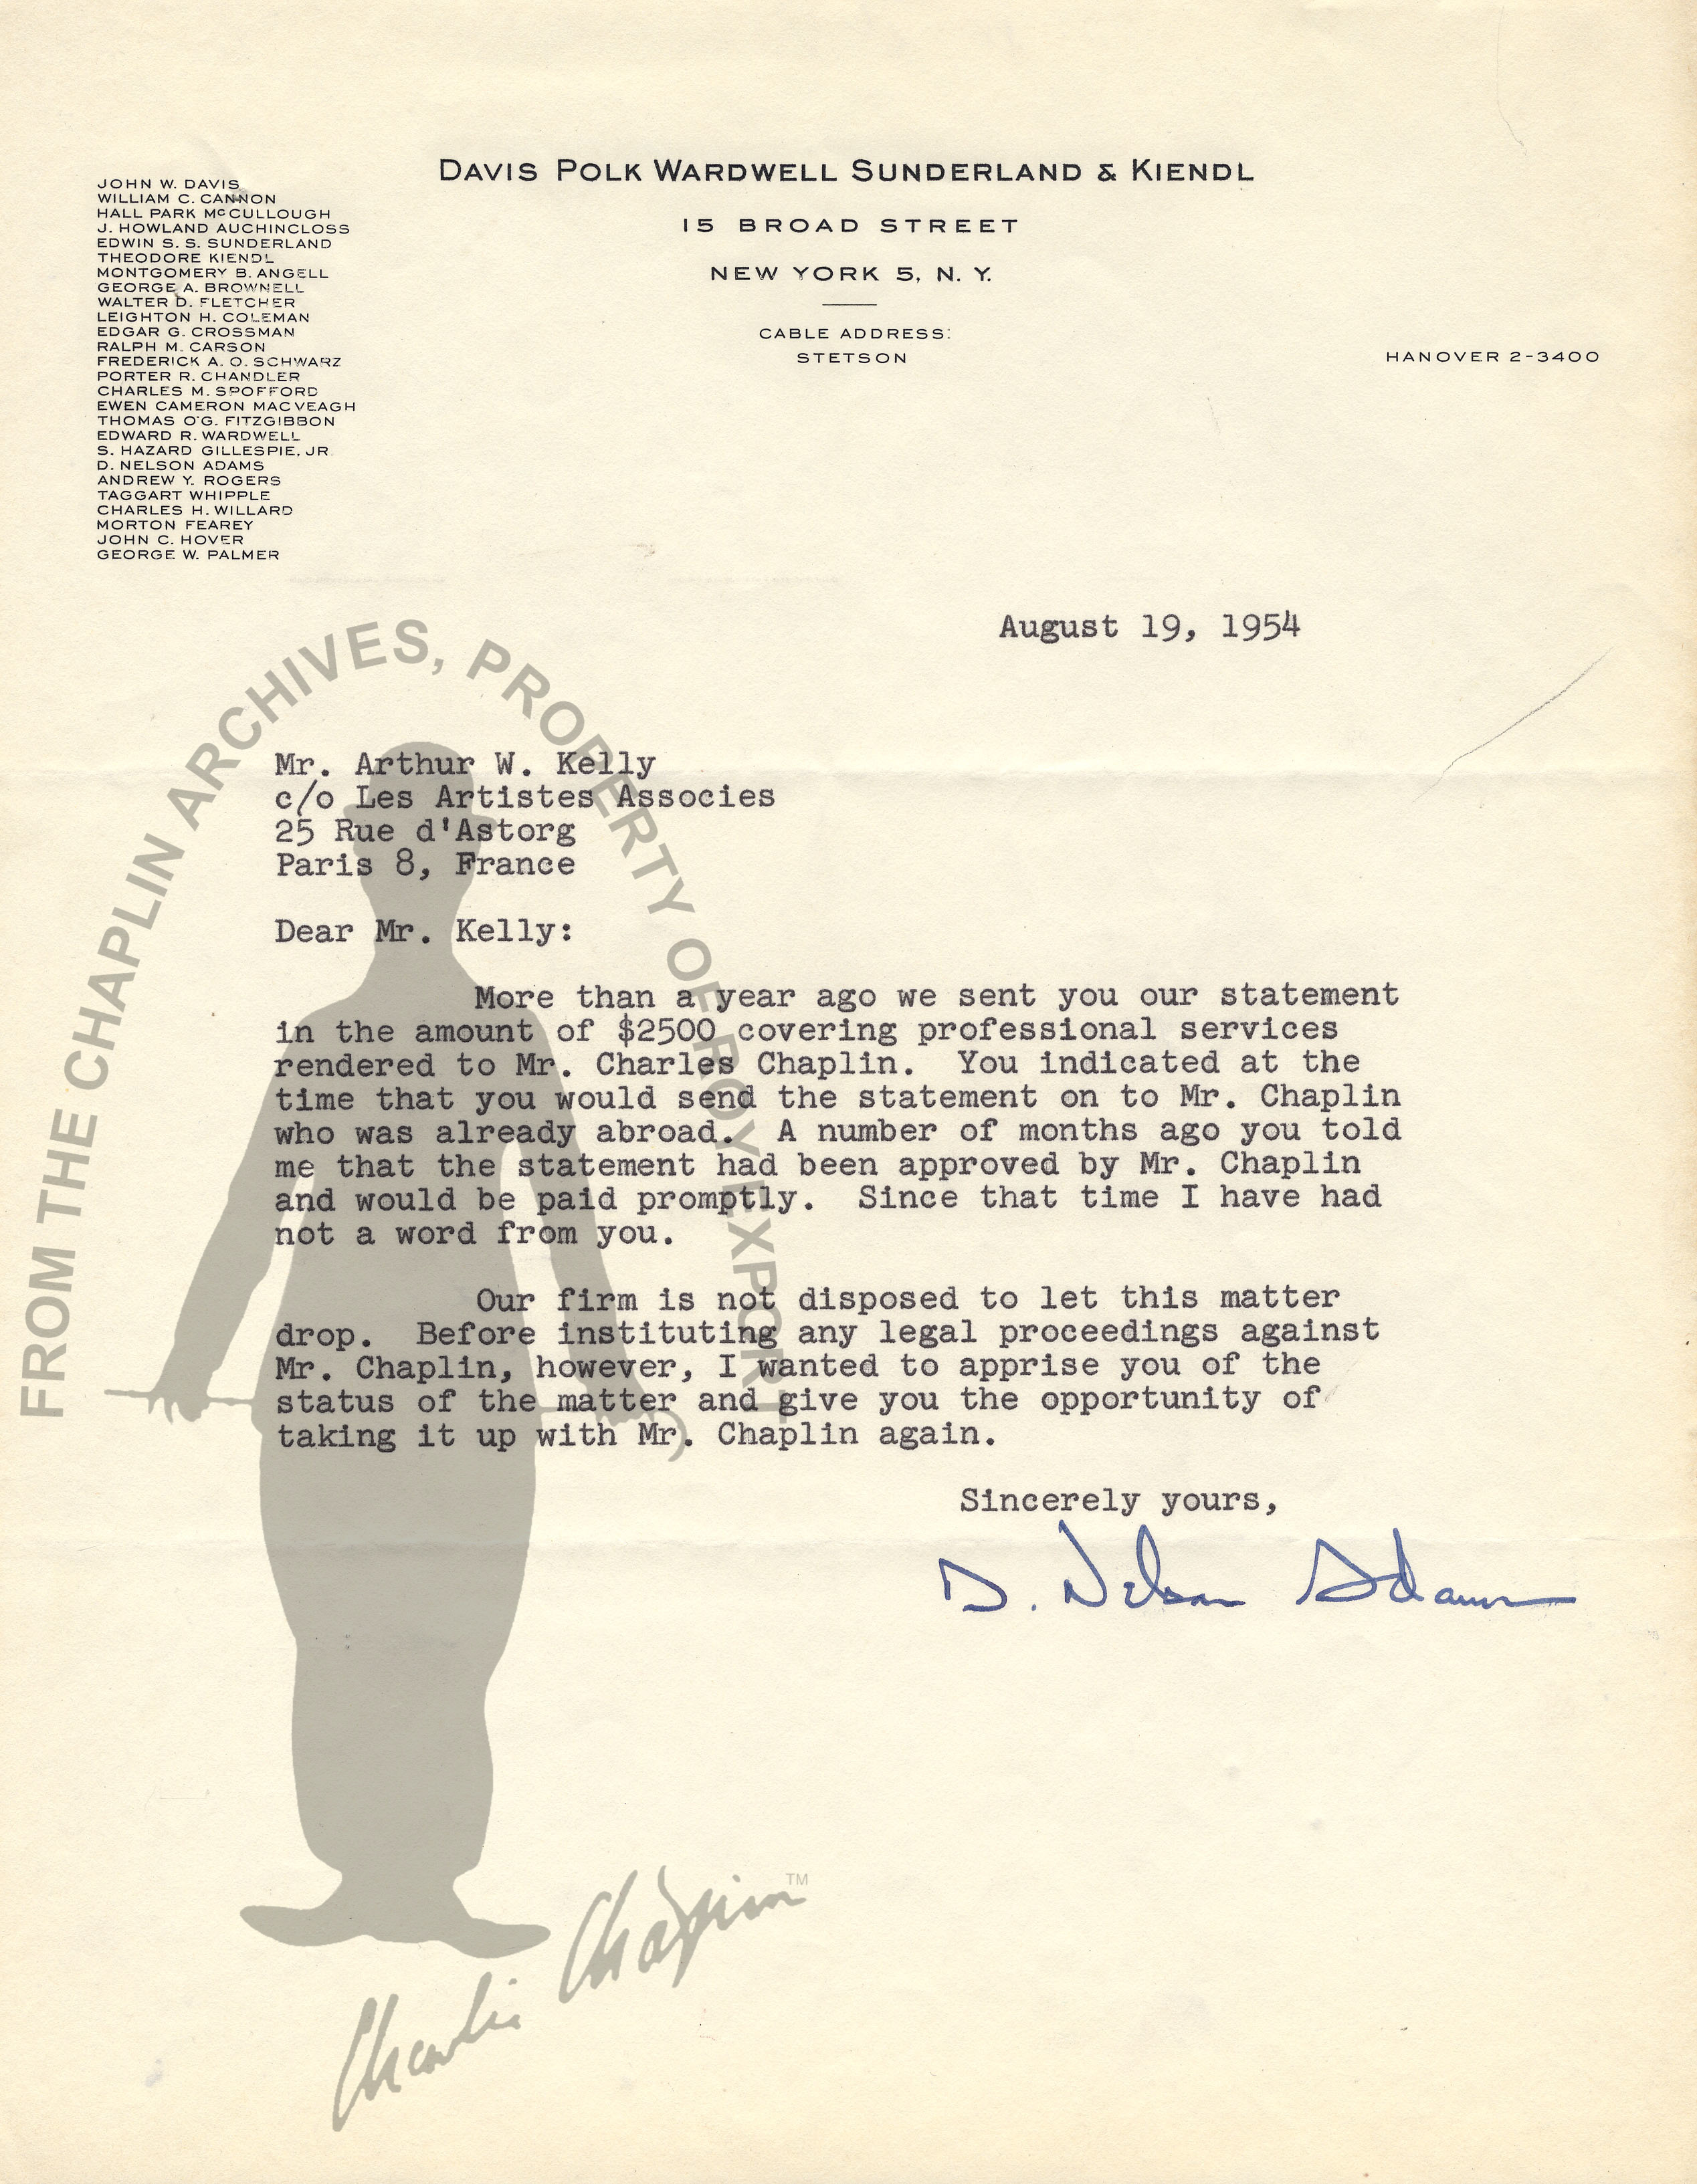 DAVIS POLK WARDWELL SUNDERLAND & KIENDL
15 BROAD STREET
NEW YORK 5, N. Y.
CABLE ADDRESS:
STETSON
HANOVER 2-3400
JOHN W. DAVIS
WILLIAM C. CANNON
HALL PARK McCULLOUGH
J. HOWLAND AUCHINCLOSS
EDWIN S. S. SUNDERLAND
THEODORE KIENDL
MONTGOMERY B. ANGELL
GEORGE A. BROWNELL
WALTER D. FLETCHER
LEIGHTON H. COLEMAN
EDGAR G. CROSSMAN
RALPH M. CARSON
FREDERICK A. O. SCHWARZ
PORTER R. CHANDLER
CHARLES M. SPOFFORD
EWEN CAMERON MACVEAGH
THOMAS O'G. FITZGIBBON
EDWARD R. WARDWELL
S. HAZARD GILLESPIE, JR.
D. NELSON ADAMS
ANDREW Y. ROGERS
TAGGART WHIPPLE
CHARLES H. WILLARD
MORTON FEAREY
JOHN C. HOVER
GEORGE W. PALMER
August 19, 1954
Mr. Arthur W. Kelly
c/o Les Artistes Associes
25 Rue d'Astorg
Paris 8, France
Dear Mr. Kelly:
More than a year ago we sent you our statement
in the amount of $2500 covering professional services
rendered to Mr. Charles Chaplin. You indicated at the
time that you would send the statement on to Mr. Chaplin
who was already abroad. A number of months ago you told
me that the statement had been approved by Mr. Chaplin
and would be paid promptly. Since that time I have had
not a word from you.
Our firm is not disposed to let this matter
drop. Before instituting any legal proceedings against
Mr. Chaplin, however, I wanted to apprise you of the
status of the matter and give you the opportunity of
taking it up with Mr. Chaplin again.
Sincerely yours,
D. Nelson Adams
FROM THE CHAPLIN ARCHIVES, PROPERTY OF ROY EXPORT
Charlie Chaplin TM